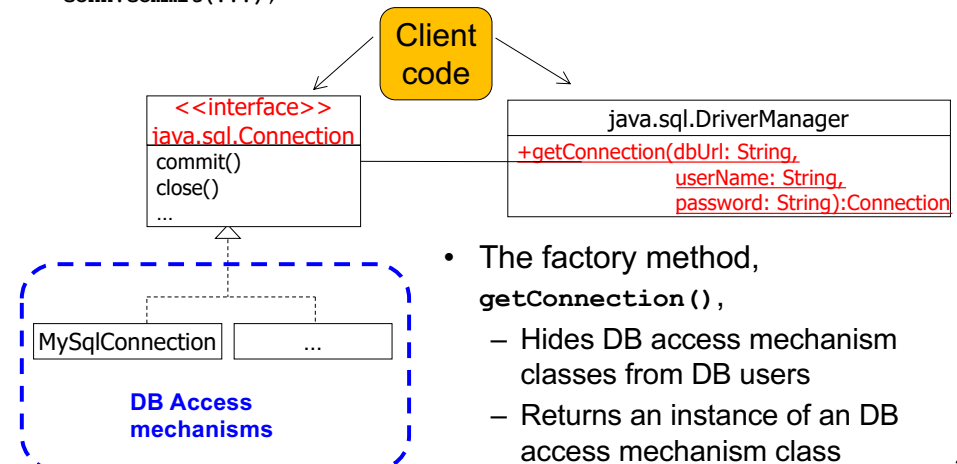 Client
code
<<interface>>
java.sql.Connection
commit()
close()
…
java.sql.DriverManager
+getConnection(dbUrl: String,
userName: String,
password: String):Connection
MySqlConnection
…
DB Access
mechanisms
• The factory method,
getConnection(),
– Hides DB access mechanism
classes from DB users
– Returns an instance of an DB
access mechanism class